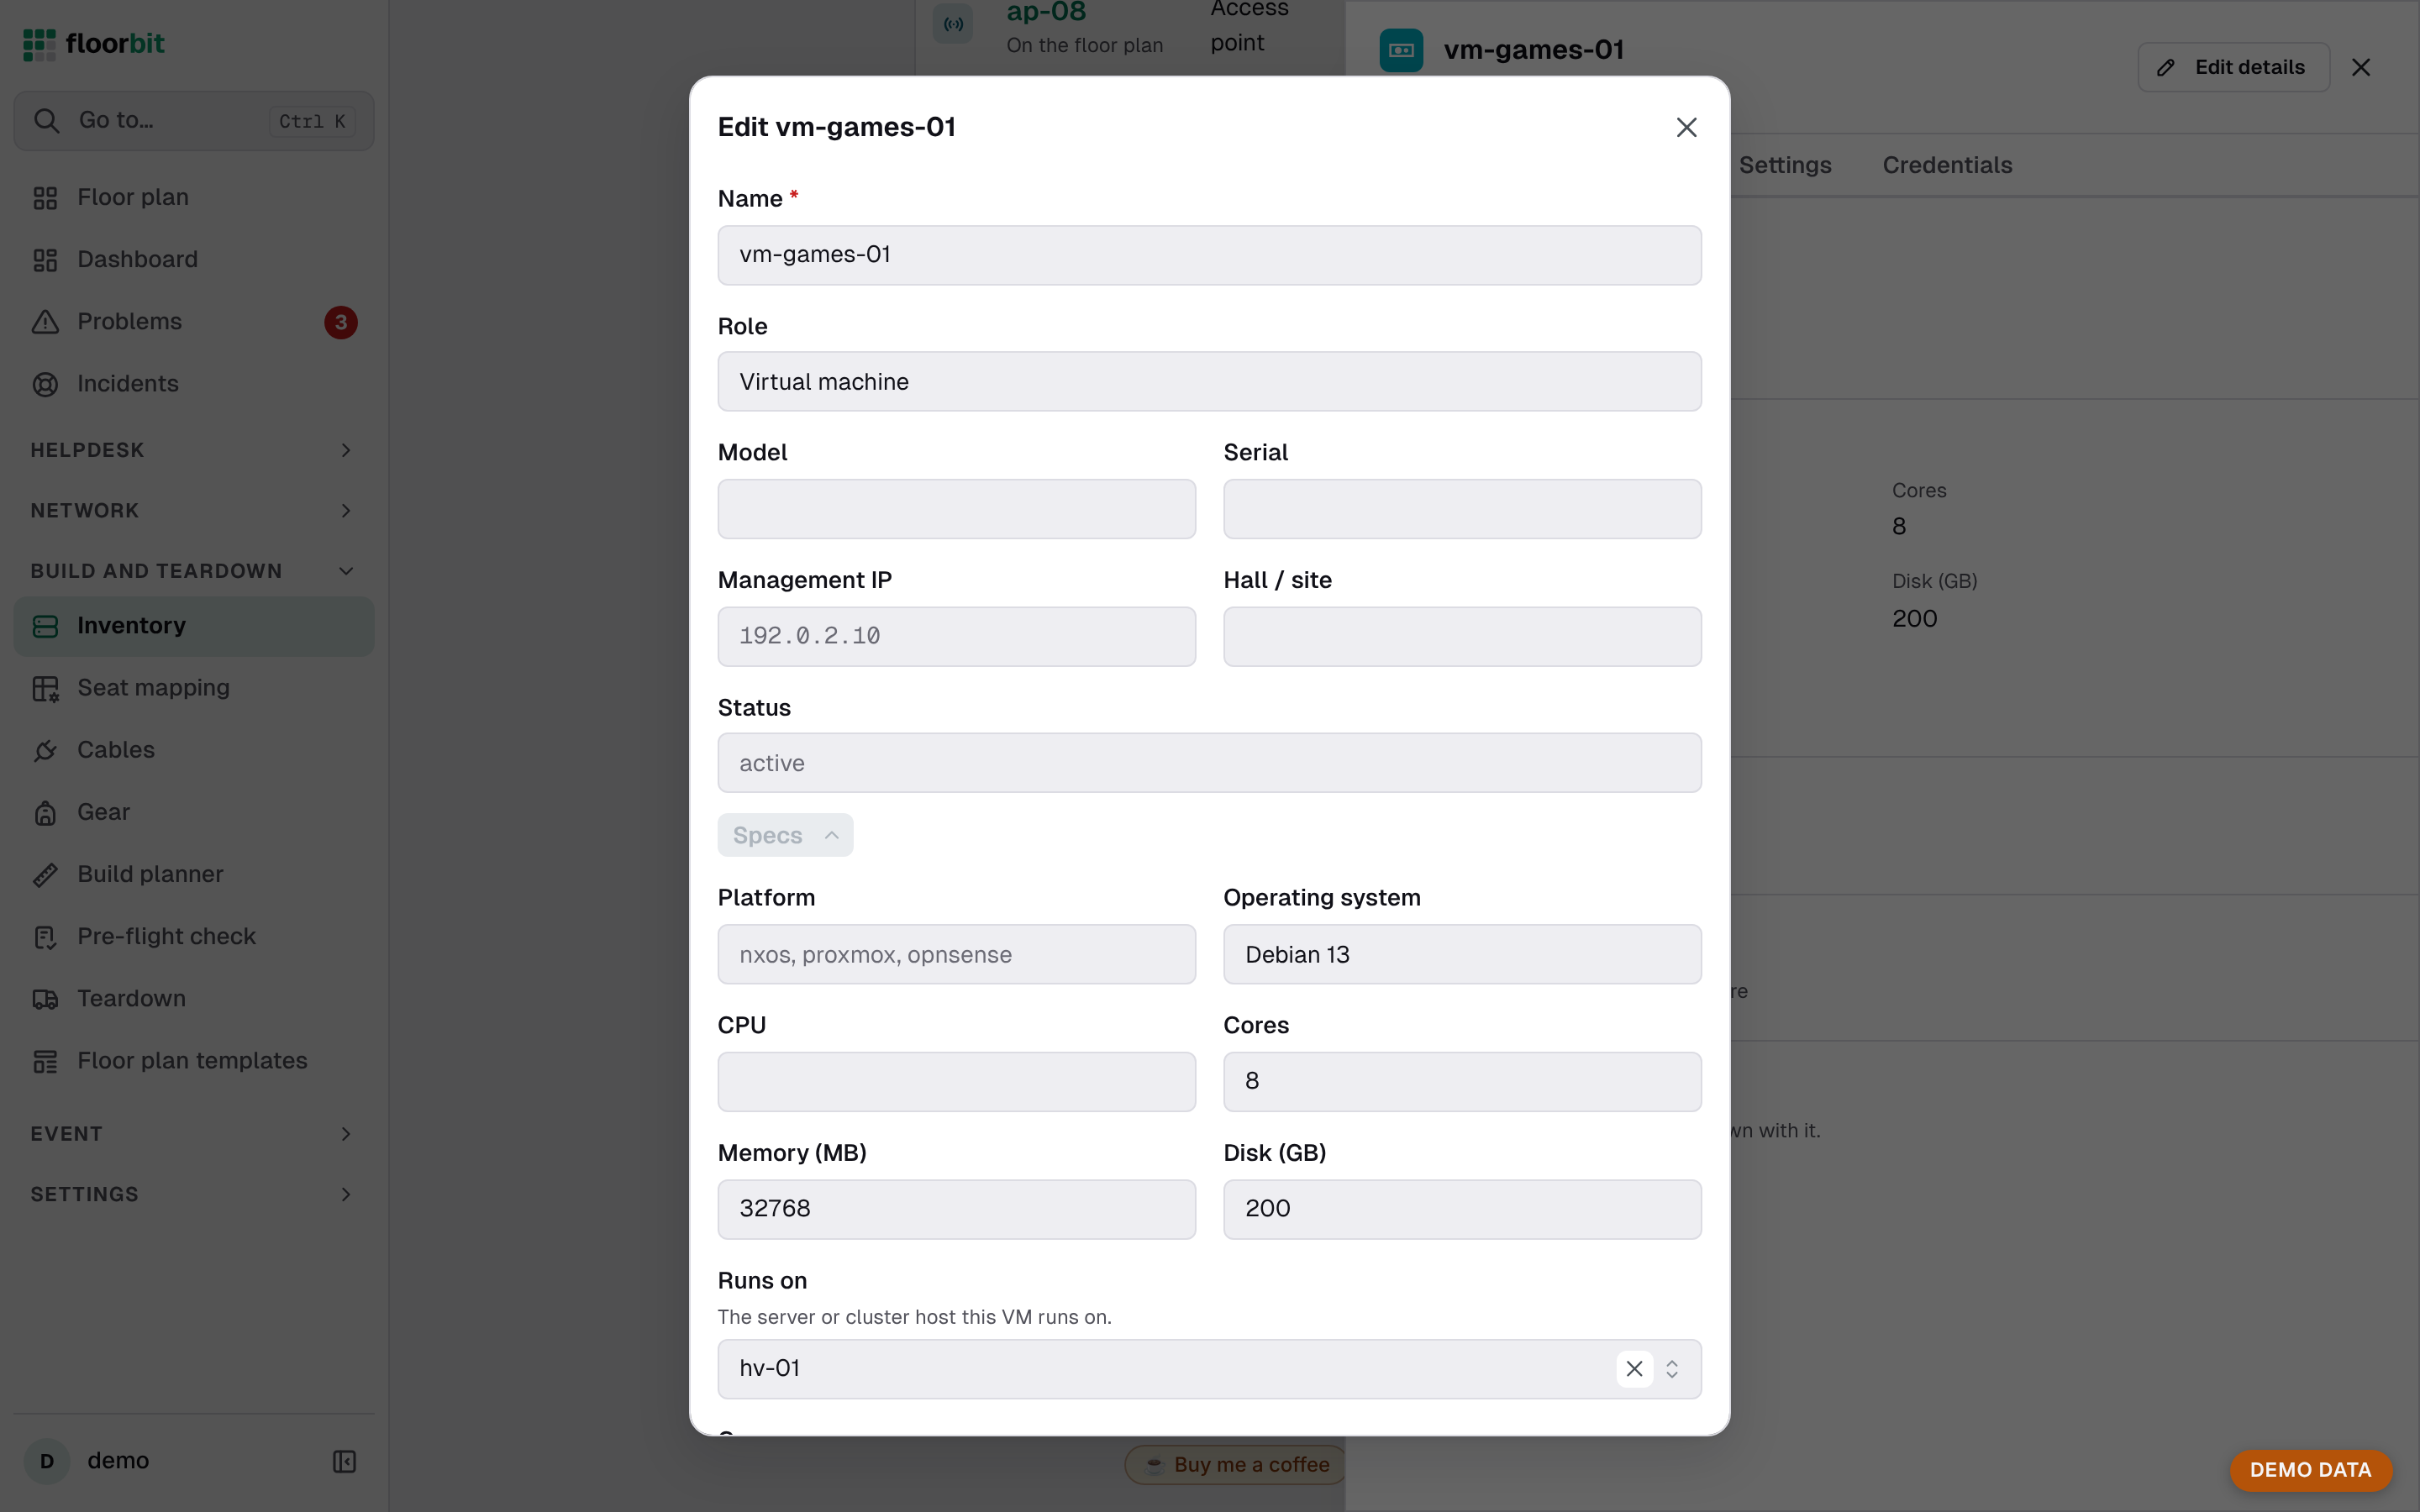 floorbit
Go to...
Ctrl K
Floor plan
Dashboard
Problems
3
Incidents
HELPDESK
NETWORK
BUILD AND TEARDOWN
Inventory
Seat mapping
Cables
Gear
Build planner
Pre-flight check
Teardown
Floor plan templates
EVENT
SETTINGS
D
demo
ap-08
On the floor plan
Access
point
vm-games-01
Edit details
Settings
Credentials
Cores
8
Disk (GB)
200
re
wn with it.
Edit vm-games-01
Name *
vm-games-01
Role
Virtual machine
Model
Serial
Management IP
Hall / site
192.0.2.10
Status
active
Specs
Platform
Operating system
nxos, proxmox, opnsense
Debian 13
CPU
Cores
8
Memory (MB)
Disk (GB)
32768
200
Runs on
The server or cluster host this VM runs on.
hv-01
Buy me a coffee
DEMO DATA